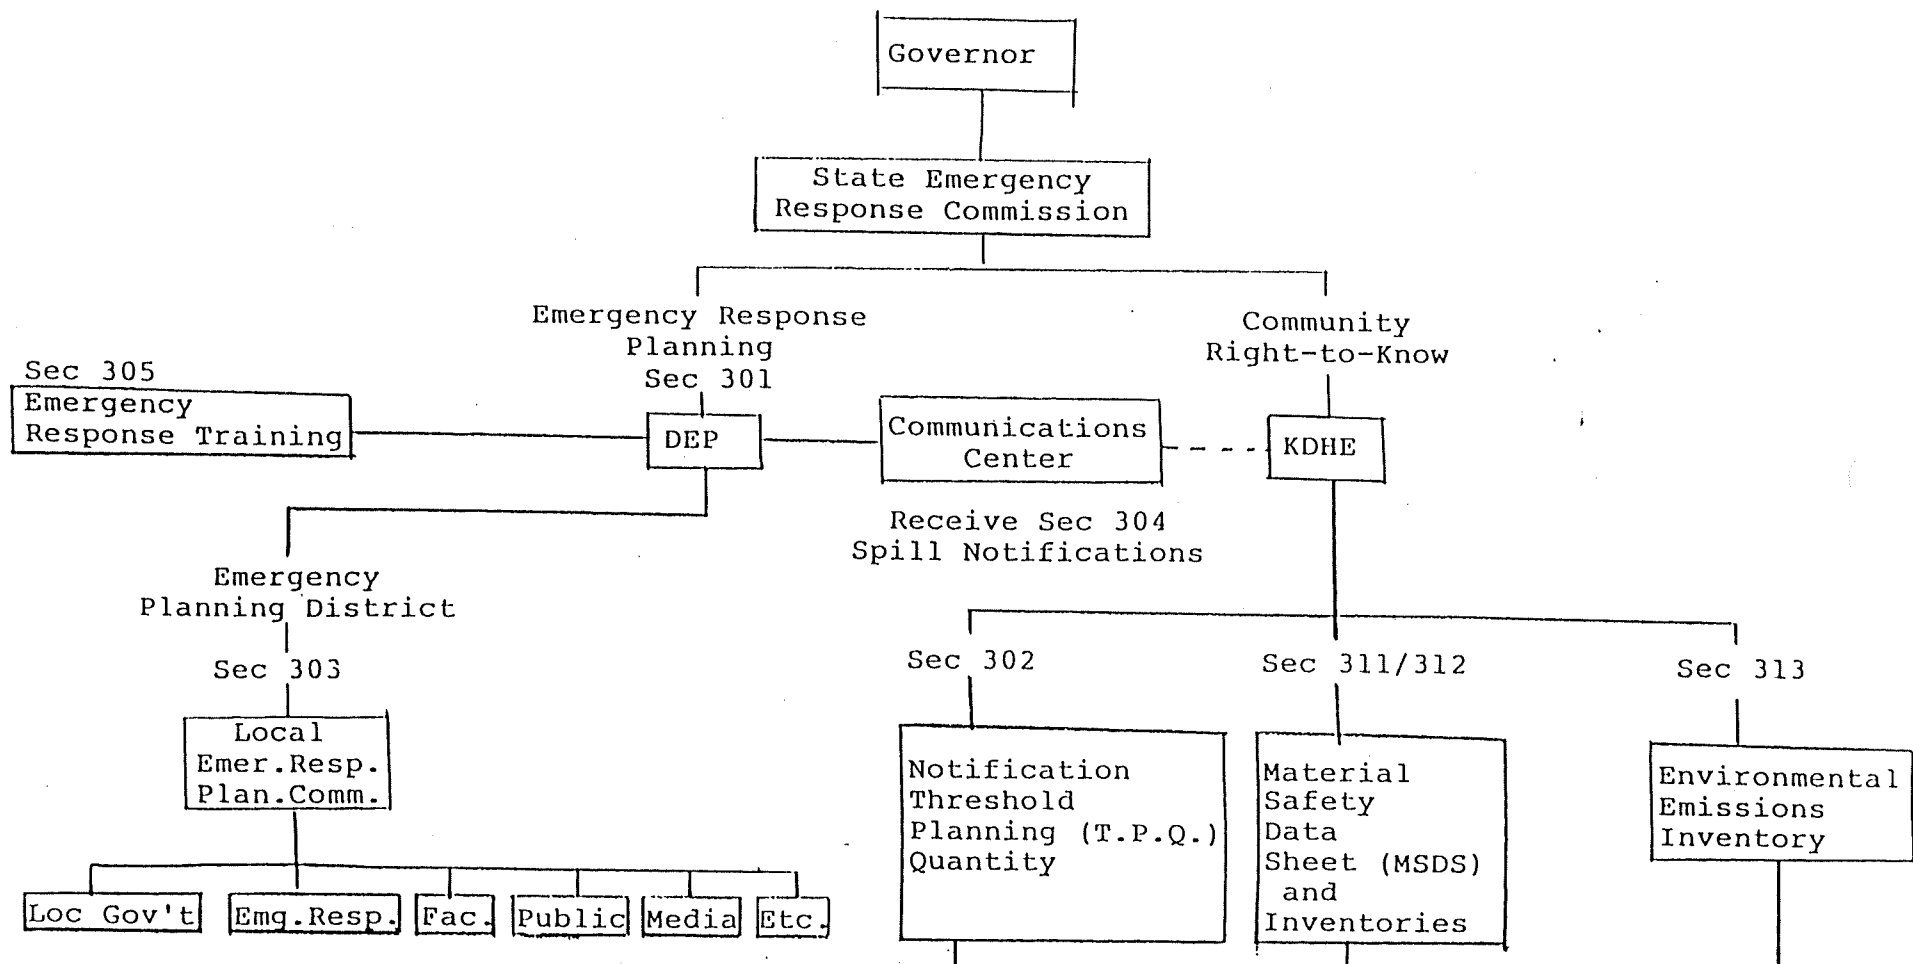 Governor
State Emergency
Response Commission
Emergency Response
Planning
Sec 301
Community
Right-to-Know
Sec 305
Emergency
Response Training
DEP
Communications
Center
KDHE
Receive Sec 304
Spill Notifications
Emergency
Planning District
Sec 303
Local
Emer.Resp.
Plan.Comm.
Loc Gov't
Emg.Resp.
Fac.
Public
Media
Etc.
Sec 302
Notification
Threshold
Planning (T.P.Q.)
Quantity
Sec 311/312
Material
Safety
Data
Sheet (MSDS)
and
Inventories
Sec 313
Environmental
Emissions
Inventory